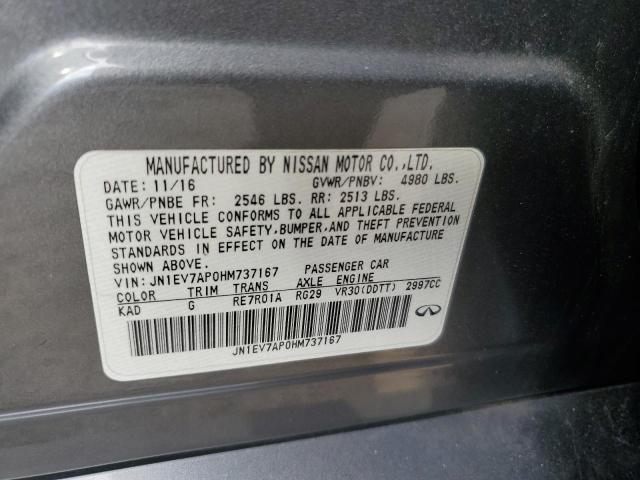 MANUFACTURED BY NISSAN MOTOR CO.,LTD.
DATE: 11/16 GVWR/PNBV: 4980 LBS.
GAWR/PNBE FR: 2546 LBS. RR: 2513 LBS.
THIS VEHICLE CONFORMS TO ALL APPLICABLE FEDERAL
MOTOR VEHICLE SAFETY,BUMPER,AND THEFT PREVENTION
STANDARDS IN EFFECT ON THE DATE OF MANUFACTURE
SHOWN ABOVE.
VIN: JN1EV7AP0HM737167 PASSENGER CAR
COLOR TRIM TRANS AXLE ENGINE
KAD G RE7R01A RG29 VR30(DDTT) 2997CC
JN1EV7AP0HM737167